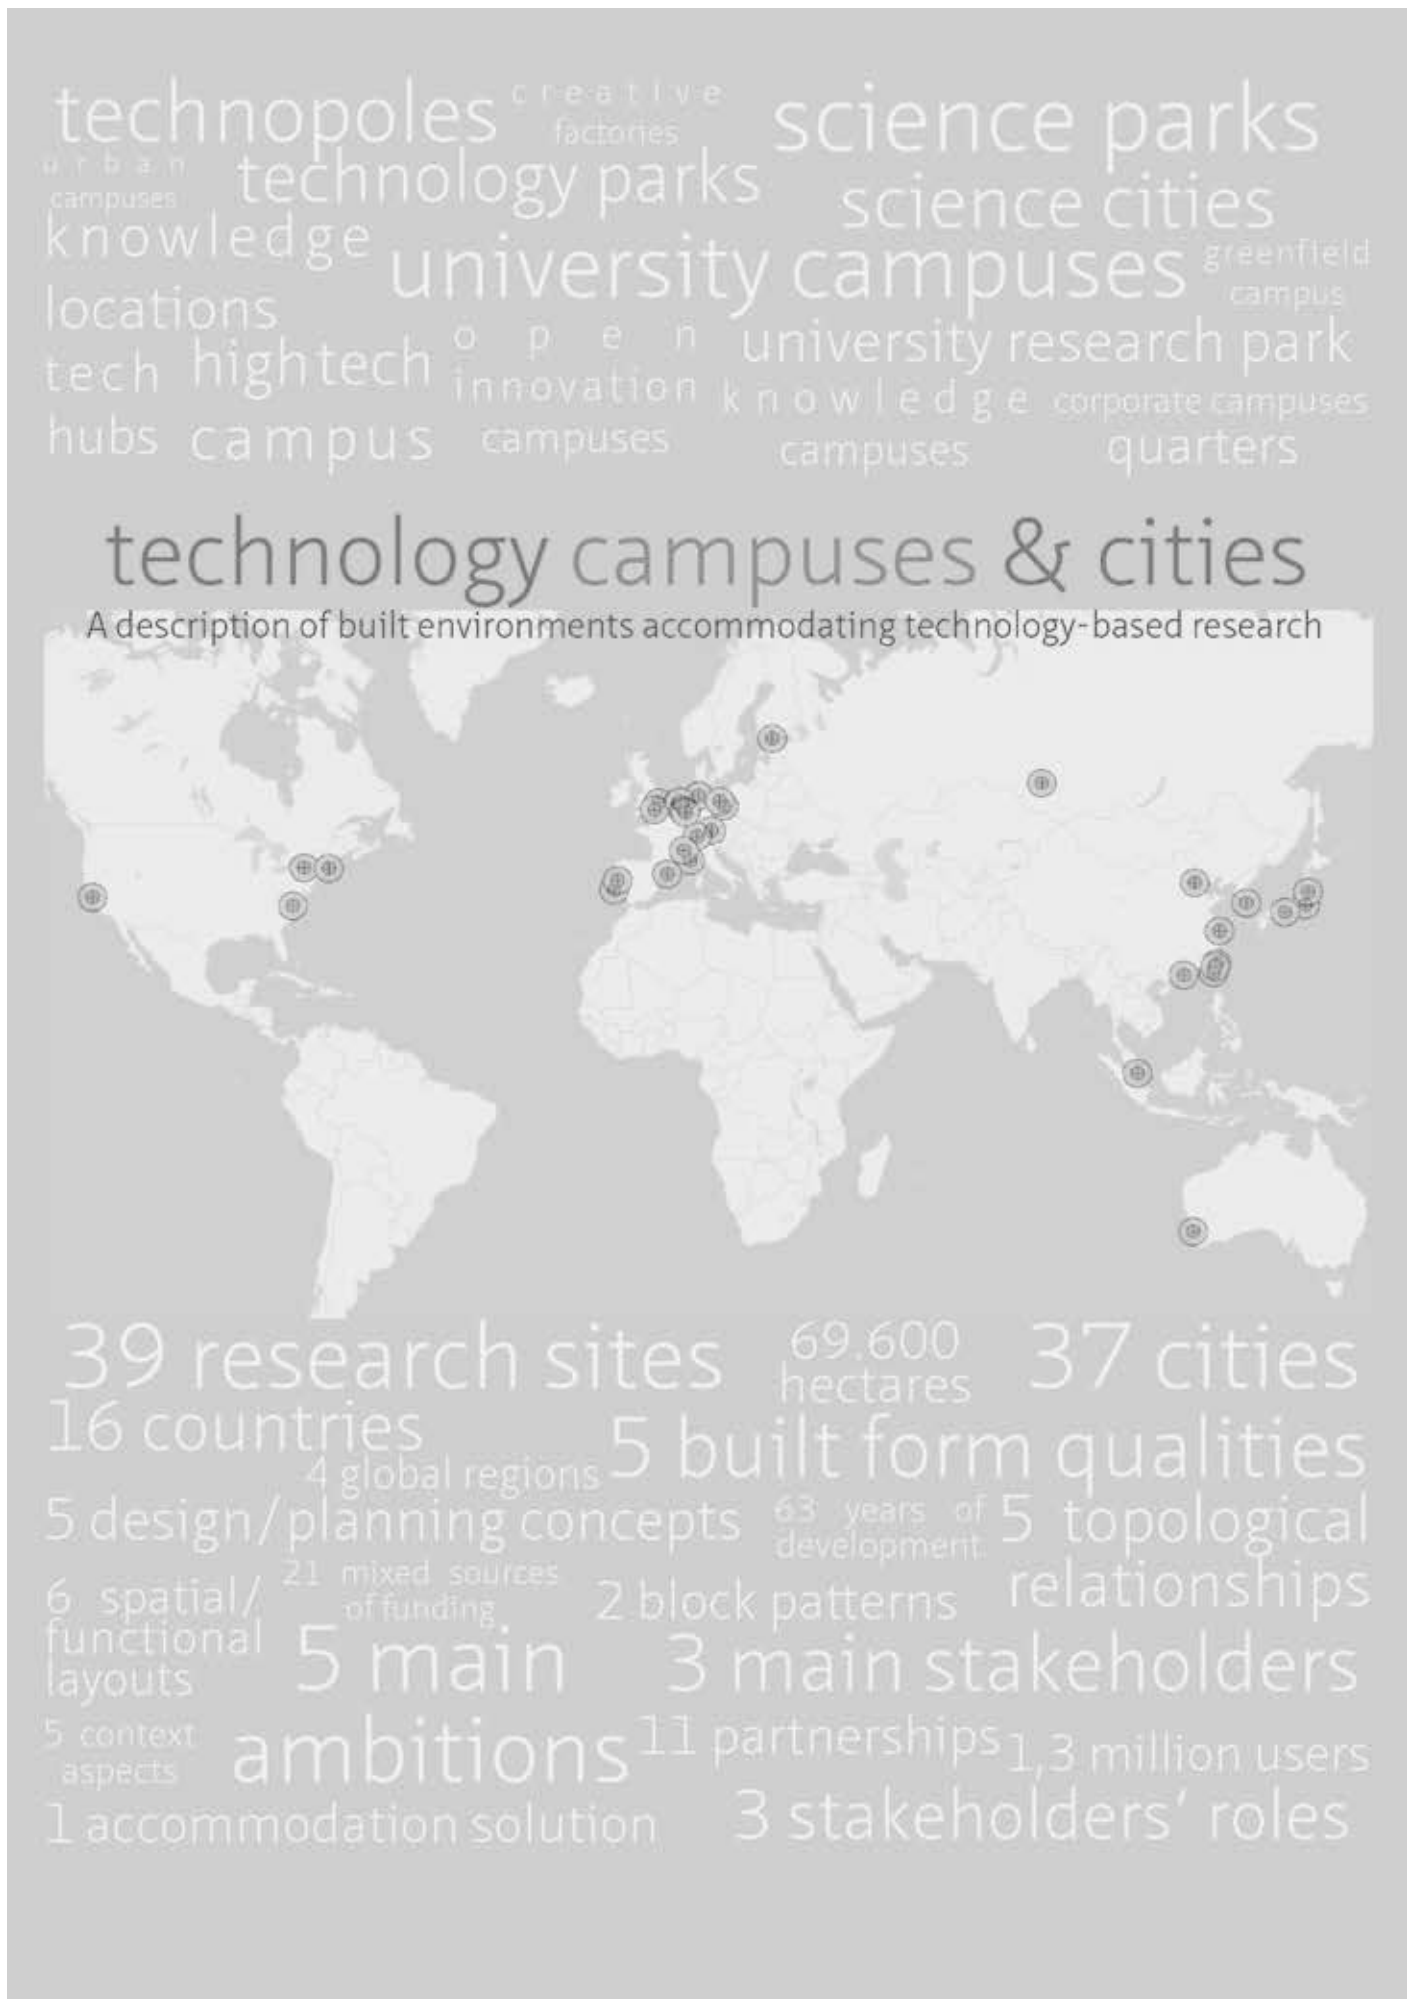 technopoles creative factories science parks
urban campuses technology parks science cities
knowledge locations university campuses greenfield campus
tech hubs hightech campus open innovation campuses university research park
knowledge campuses corporate campuses quarters
technology campuses & cities
A description of built environments accommodating technology-based research
39 research sites 69.600 hectares 37 cities
16 countries 4 global regions 5 built form qualities
5 design/planning concepts 63 years of development 5 topological relationships
6 spatial/functional layouts 21 mixed sources of funding 2 block patterns
5 main ambitions 3 main stakeholders
5 context aspects 11 partnerships 1,3 million users
1 accommodation solution 3 stakeholders' roles